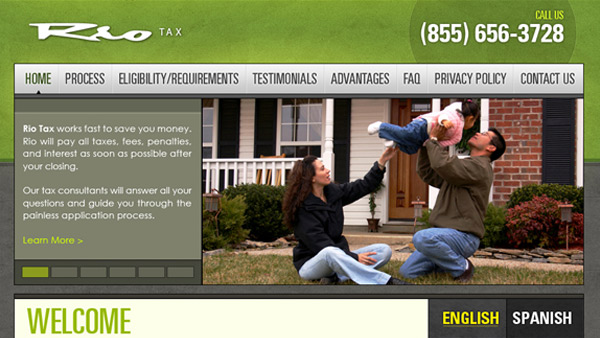 Rio TAX
CALL US
(855) 656-3728
HOME PROCESS ELIGIBILITY/REQUIREMENTS TESTIMONIALS ADVANTAGES FAQ PRIVACY POLICY CONTACT US
Rio Tax works fast to save you money.
Rio will pay all taxes, fees, penalties,
and interest as soon as possible after
your closing.
Our tax consultants will answer all your
questions and guide you through the
painless application process.
Learn More >
WELCOME
ENGLISH SPANISH